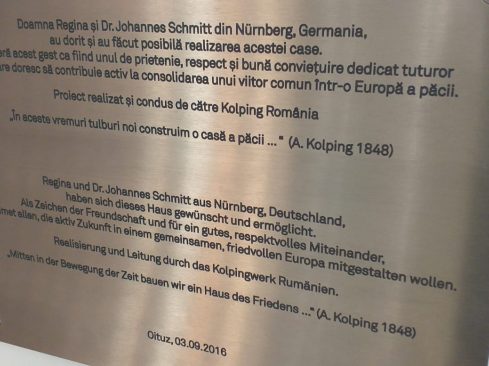 Doamna Regina și Dr. Johannes Schmitt din Nürnberg, Germania,
au dorit și au făcut posibilă realizarea acestei case.
acest gest ca fiind unul de prietenie, respect și bună conviețuire dedicat tuturor
doresc să contribuie activ la consolidarea unui viitor comun într-o Europă a păcii.
Proiect realizat și condus de către Kolping România
„În aceste vremuri tulburi noi construim o casă a păcii ..." (A. Kolping 1848)
Regina und Dr. Johannes Schmitt aus Nürnberg, Deutschland,
haben sich dieses Haus gewünscht und ermöglicht.
Als Zeichen der Freundschaft und für ein gutes, respektvolles Miteinander,
allen, die aktiv Zukunft in einem gemeinsamen, friedvollen Europa mitgestalten wollen.
Realisierung und Leitung durch das Kolpingwerk Rumänien.
„Mitten in der Bewegung der Zeit bauen wir ein Haus des Friedens ..." (A. Kolping 1848)
Oituz, 03.09.2016